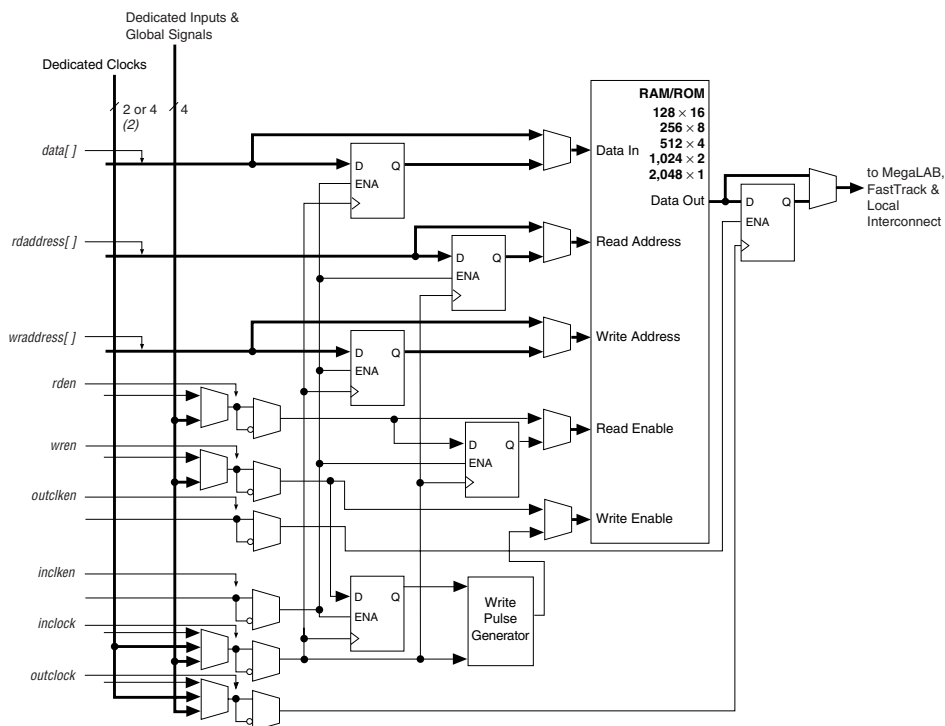 Dedicated Inputs &
Global Signals
Dedicated Clocks
2 or 4
(2)
4
RAM/ROM
128 × 16
256 × 8
512 × 4
1,024 × 2
2,048 × 1
data[ ]
D Q
ENA
Data In
Data Out
D Q
ENA
to MegaLAB,
FastTrack &
Local
Interconnect
rdaddress[ ]
D Q
ENA
Read Address
wraddress[ ]
D Q
ENA
Write Address
rden
D Q
ENA
Read Enable
wren
outclken
Write Enable
inclken
D Q
ENA
Write
Pulse
Generator
inclock
outclock